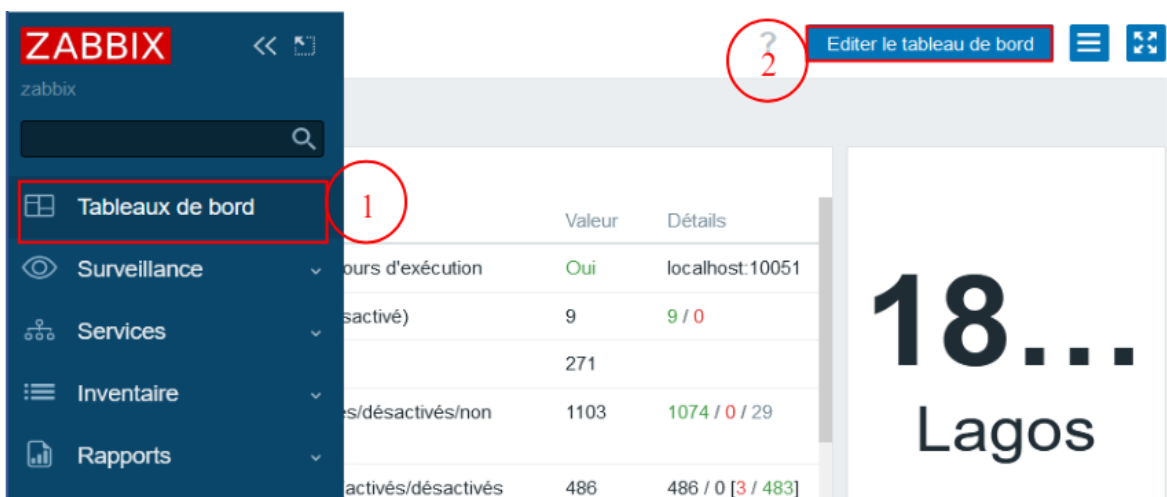 ZABBIX
zabbix
Tableaux de bord
Surveillance
Services
Inventaire
Rapports
1
?
2
Editer le tableau de bord
Valeur Détails
ours d'exécution Oui localhost:10051
sactivé) 9 9 / 0
271
es/désactivés/non 1103 1074 / 0 / 29
activés/désactivés 486 486 / 0 [3 / 483]
18...
Lagos